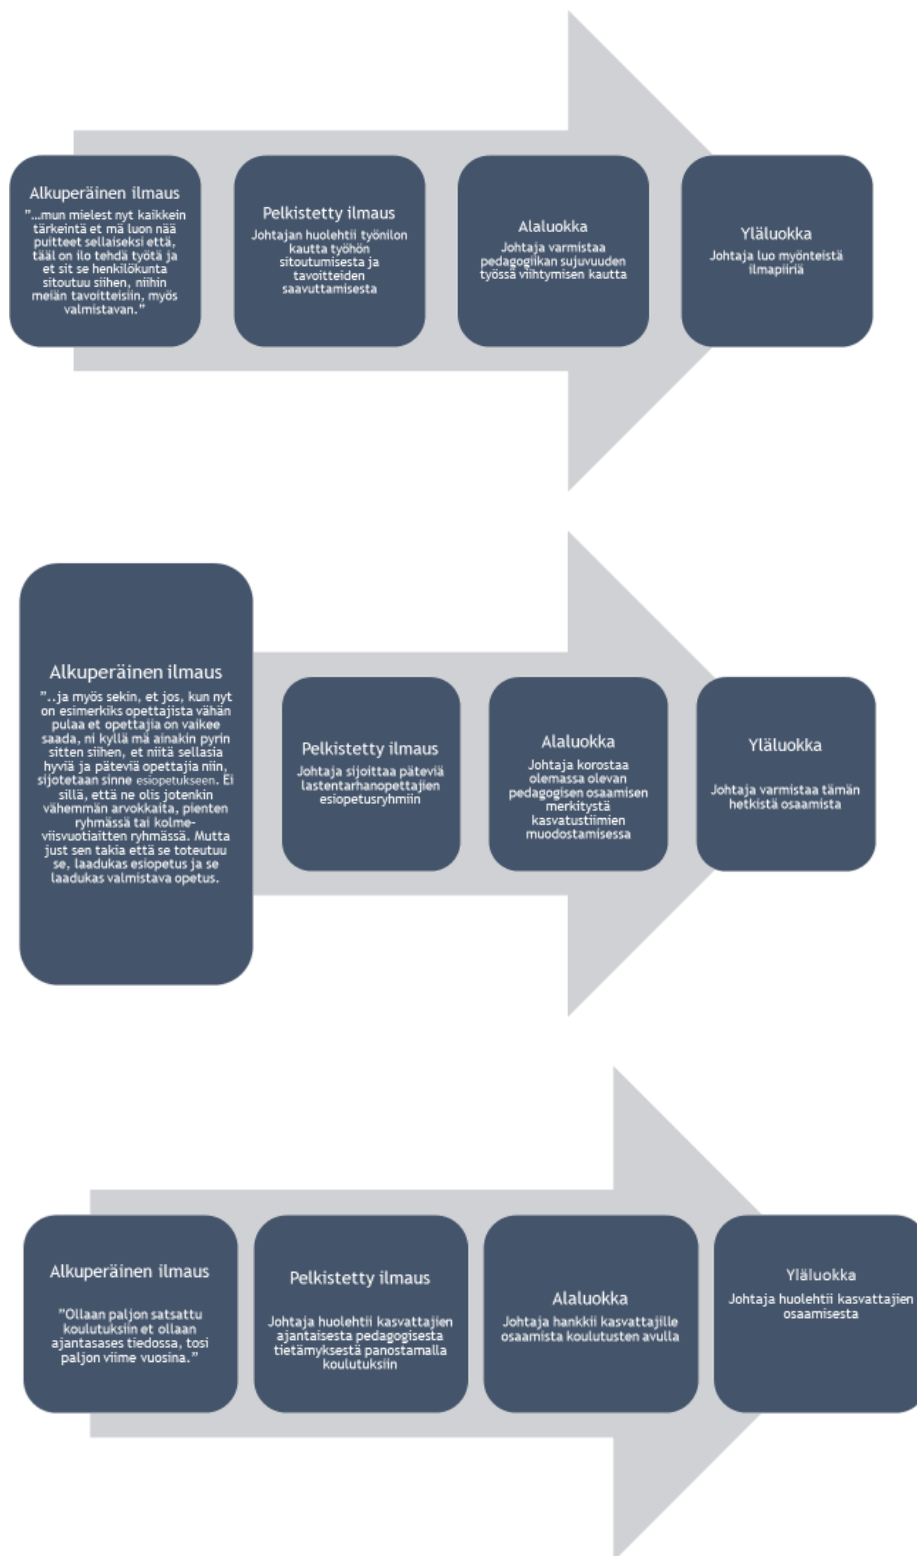 Alkuperäinen ilmaus
”…mun mielest nyt kaikkein
tärkeintä et mä luon nää
puitteet sellaiseksi että,
tääl on ilo tehdä työtä ja
et sit se henkilökunta
sitoutuu siihen, niihin
meiän tavoitteisiin, myös
valmistavan.”
Pelkistetty ilmaus
Johtajan huolehtii työnilon
kautta työhön
sitoutumisesta ja
tavoitteiden
saavuttamisesta
Alaluokka
Johtaja varmistaa
pedagogiikan sujuvuuden
työssä viihtymisen kautta
Yläluokka
Johtaja luo myönteistä
ilmapiiriä
Alkuperäinen ilmaus
”..ja myös sekin, et jos, kun nyt
on esimerkiks opettajista vähän
pulaa et opettajia on vaikee
saada, ni kyllä mä ainakin pyrin
sitten siihen, et niitä sellasia
hyviä ja päteviä opettajia niin,
sijotetaan sinne esiopetukseen. Ei
sillä, että ne olis jotenkin
vähemmän arvokkaita, pienten
ryhmässä tai kolme-
viisvuotiaitten ryhmässä. Mutta
just sen takia että se toteutuu
se, laadukas esiopetus ja se
laadukas valmistava opetus.
Pelkistetty ilmaus
Johtaja sijoittaa päteviä
lastentarhanopettajien
esiopetusryhmiin
Alaluokka
Johtaja korostaa
olemassa olevan
pedagogisen osaamisen
merkitystä
kasvatustiimien
muodostamisessa
Yläluokka
Johtaja varmistaa tämän
hetkistä osaamista
Alkuperäinen ilmaus
”Ollaan paljon satsattu
koulutuksiin et ollaan
ajantasases tiedossa, tosi
paljon viime vuosina.”
Pelkistetty ilmaus
Johtaja huolehtii kasvattajien
ajantaisesta pedagogisesta
tietämyksestä panostamalla
koulutuksiin
Alaluokka
Johtaja hankkii kasvattajille
osaamista koulutusten avulla
Yläluokka
Johtaja huolehtii kasvattajien
osaamisesta